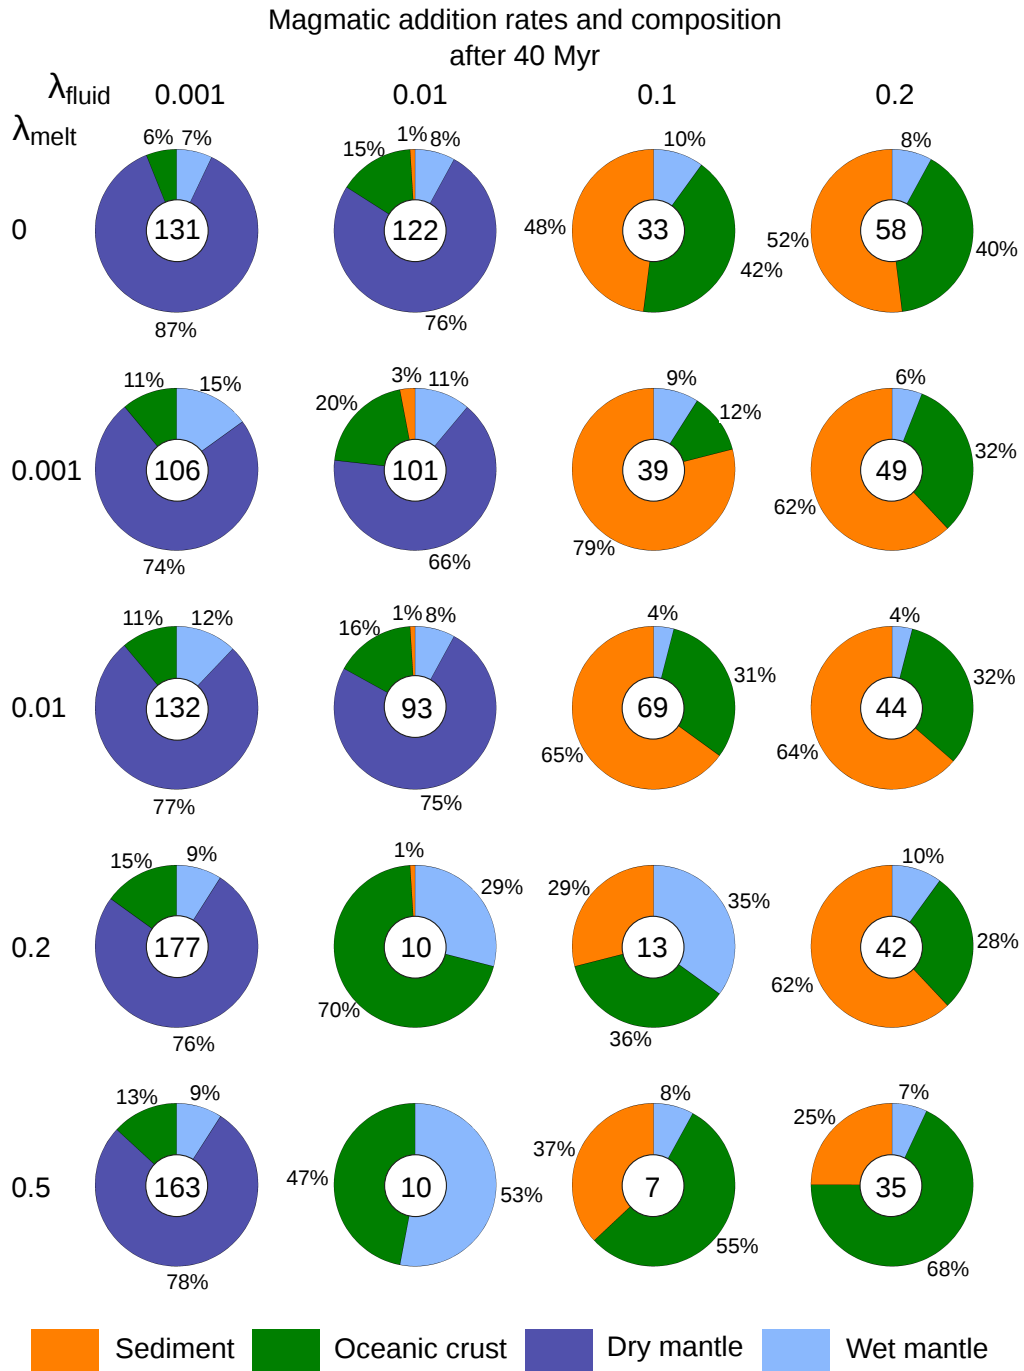 Magmatic addition rates and composition
after 40 Myr
λfluid 0.001 0.01 0.1 0.2
λmelt
6% 7% 1% 8% 10% 8%
15%
0 131 122 33 58
48% 42% 52% 40%
87% 76%
11% 15% 3% 11% 9% 6%
20% 12% 32%
0.001 106 101 39 49
62%
74% 66% 79%
11% 12% 1% 8% 4% 4%
16% 31% 32%
0.01 132 93 69 44
65% 64%
77% 75%
15% 9% 1% 10%
29% 29% 35% 28%
0.2 177 10 13 42
70% 62%
76% 36%
13% 9% 8% 7%
37% 25%
0.5 163 47% 10 53% 7 35
55% 68%
78%
Sediment Oceanic crust Dry mantle Wet mantle